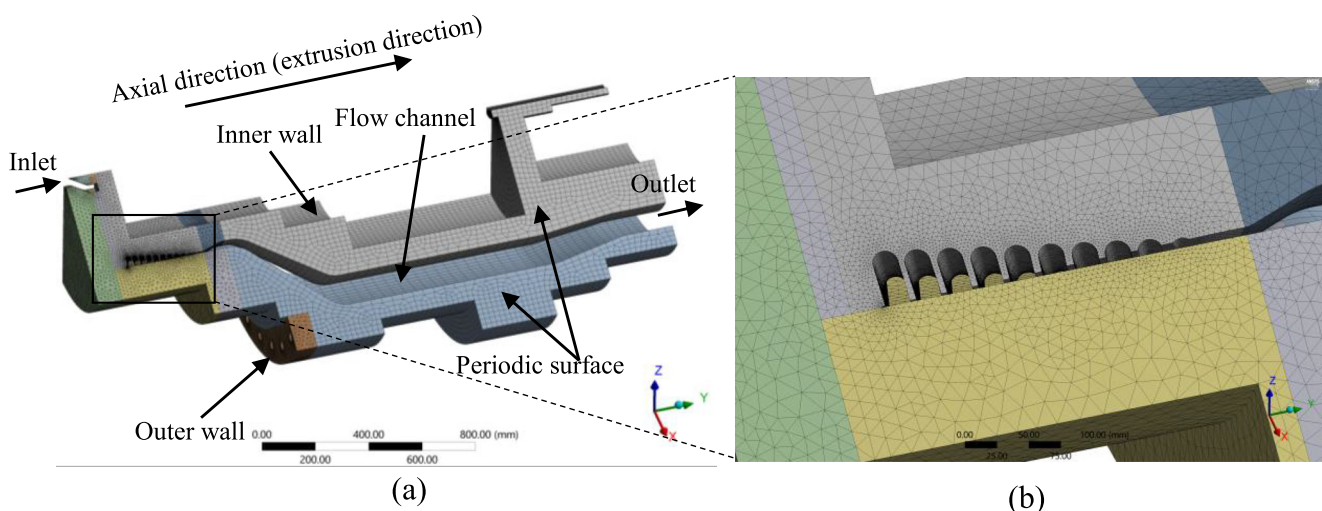 Axial direction (extrusion direction)
Flow channel
Inner wall
Inlet
Outlet
Periodic surface
Outer wall
Z
Y
X
0.00 400.00 800.00 (mm)
200.00 600.00
(a)
Z
Y
X
0.00 50.00 100.00 (mm)
25.00 75.00
(b)